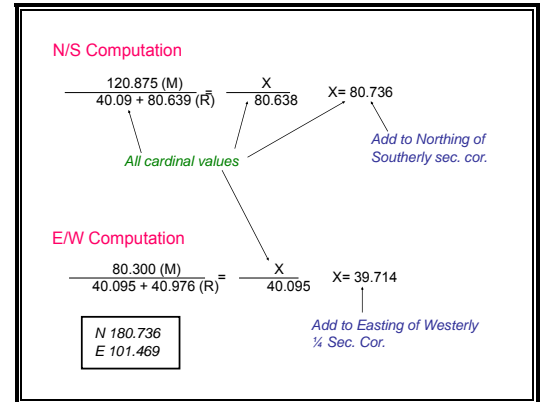 N/S Computation
120.875 (M) = X
40.09 + 80.639 (R) 80.638 X= 80.736
Add to Northing of
Southerly sec. cor.
All cardinal values
E/W Computation
80.300 (M) = X
40.095 + 40.976 (R) 40.095 X= 39.714
Add to Easting of Westerly
¼ Sec. Cor.
N 180.736
E 101.469